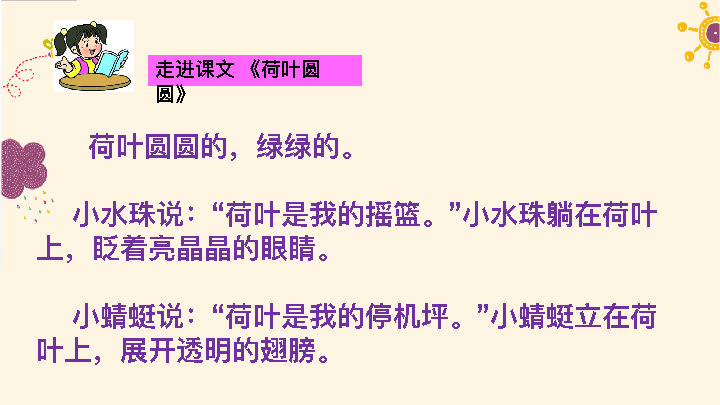 走进课文 《荷叶圆
圆》
荷叶圆圆的，绿绿的。
小水珠说：“荷叶是我的摇篮。”小水珠躺在荷叶
上，眨着亮晶晶的眼睛。
小蜻蜓说：“荷叶是我的停机坪。”小蜻蜓立在荷
叶上，展开透明的翅膀。